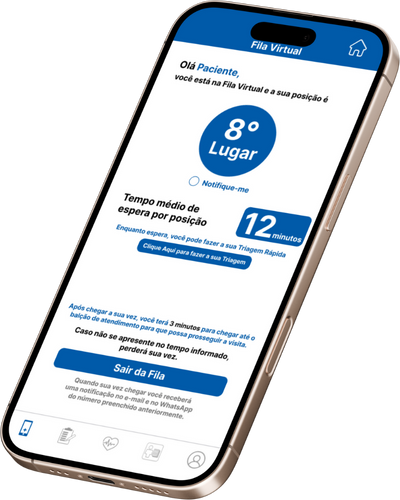 Fila Virtual
Olá Paciente,
você está na Fila Virtual e a sua posição é
8°
Lugar
Notifique-me
Tempo médio de
espera por posição
12 minutos
Enquanto espera, você pode fazer a sua Triagem Rápida
Clique Aqui para fazer a sua Triagem
Após chegar a sua vez, você terá 3 minutos para chegar até o
balcão de atendimento para que possa prosseguir a visita.
Caso não se apresente no tempo informado,
perderá sua vez.
Sair da Fila
Quando sua vez chegar você receberá
uma notificação no e-mail e no WhatsApp
do número preenchido anteriormente.